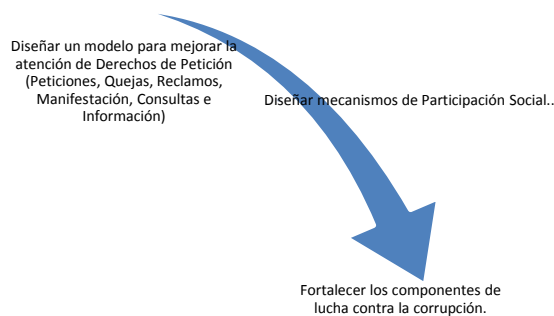 Diseñar un modelo para mejorar la
atención de Derechos de Petición
(Peticiones, Quejas, Reclamos,
Manifestación, Consultas e
Información)
Diseñar mecanismos de Participación Social..
Fortalecer los componentes de
lucha contra la corrupción.